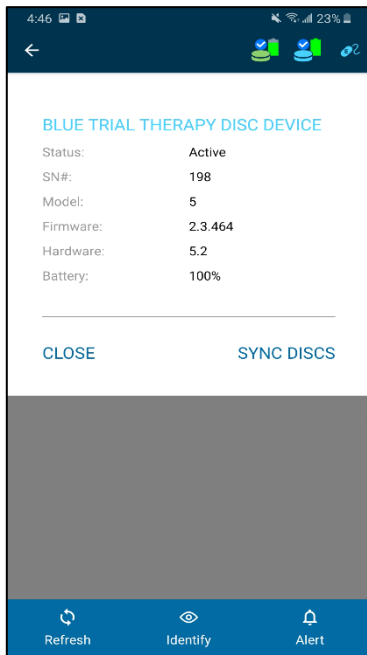 4:46 23%
BLUE TRIAL THERAPY DISC DEVICE
Status: Active
SN#: 198
Model: 5
Firmware: 2.3.464
Hardware: 5.2
Battery: 100%
CLOSE SYNC DISCS
Refresh Identify Alert